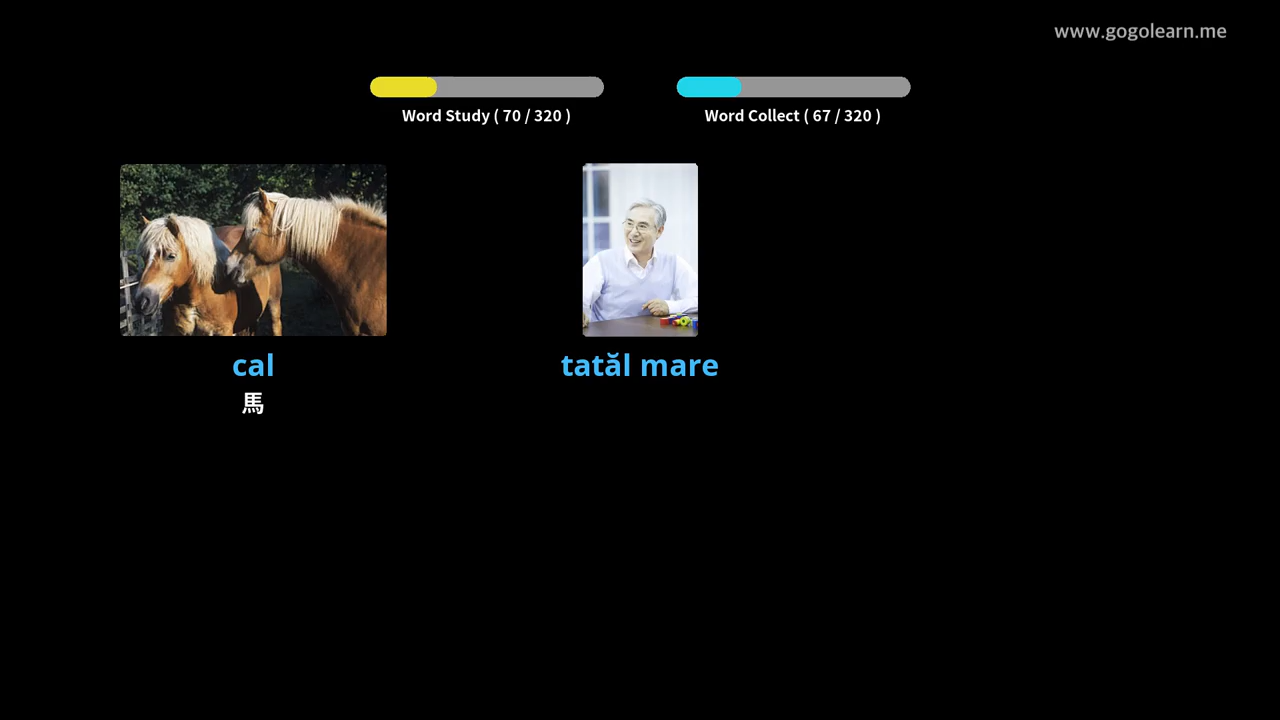 www.gogolearn.me
Word Study ( 70 / 320 )
Word Collect ( 67 / 320 )
cal
馬
tatăl mare